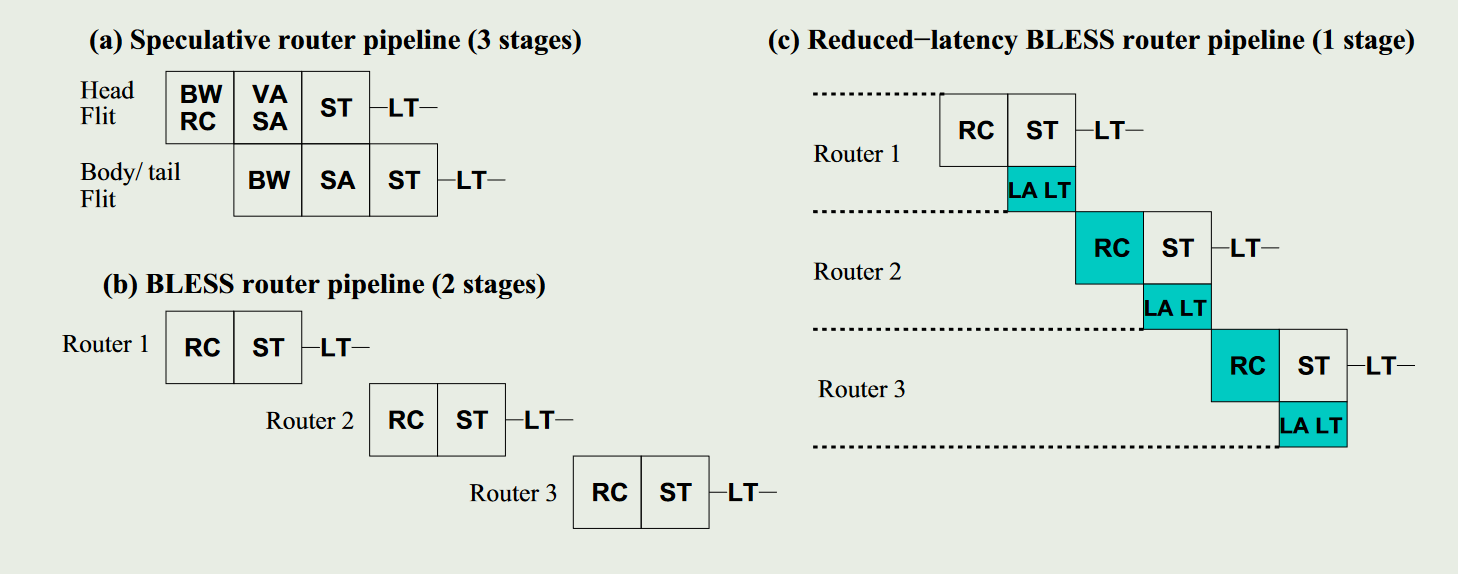 (a) Speculative router pipeline (3 stages)
Head
Flit
BW
RC
VA
SA
ST
LT
Body/ tail
Flit
BW
SA
ST
LT
(b) BLESS router pipeline (2 stages)
Router 1
RC
ST
LT
Router 2
RC
ST
LT
Router 3
RC
ST
LT
(c) Reduced−latency BLESS router pipeline (1 stage)
Router 1
RC
ST
LT
LA LT
Router 2
RC
ST
LT
LA LT
Router 3
RC
ST
LT
LA LT